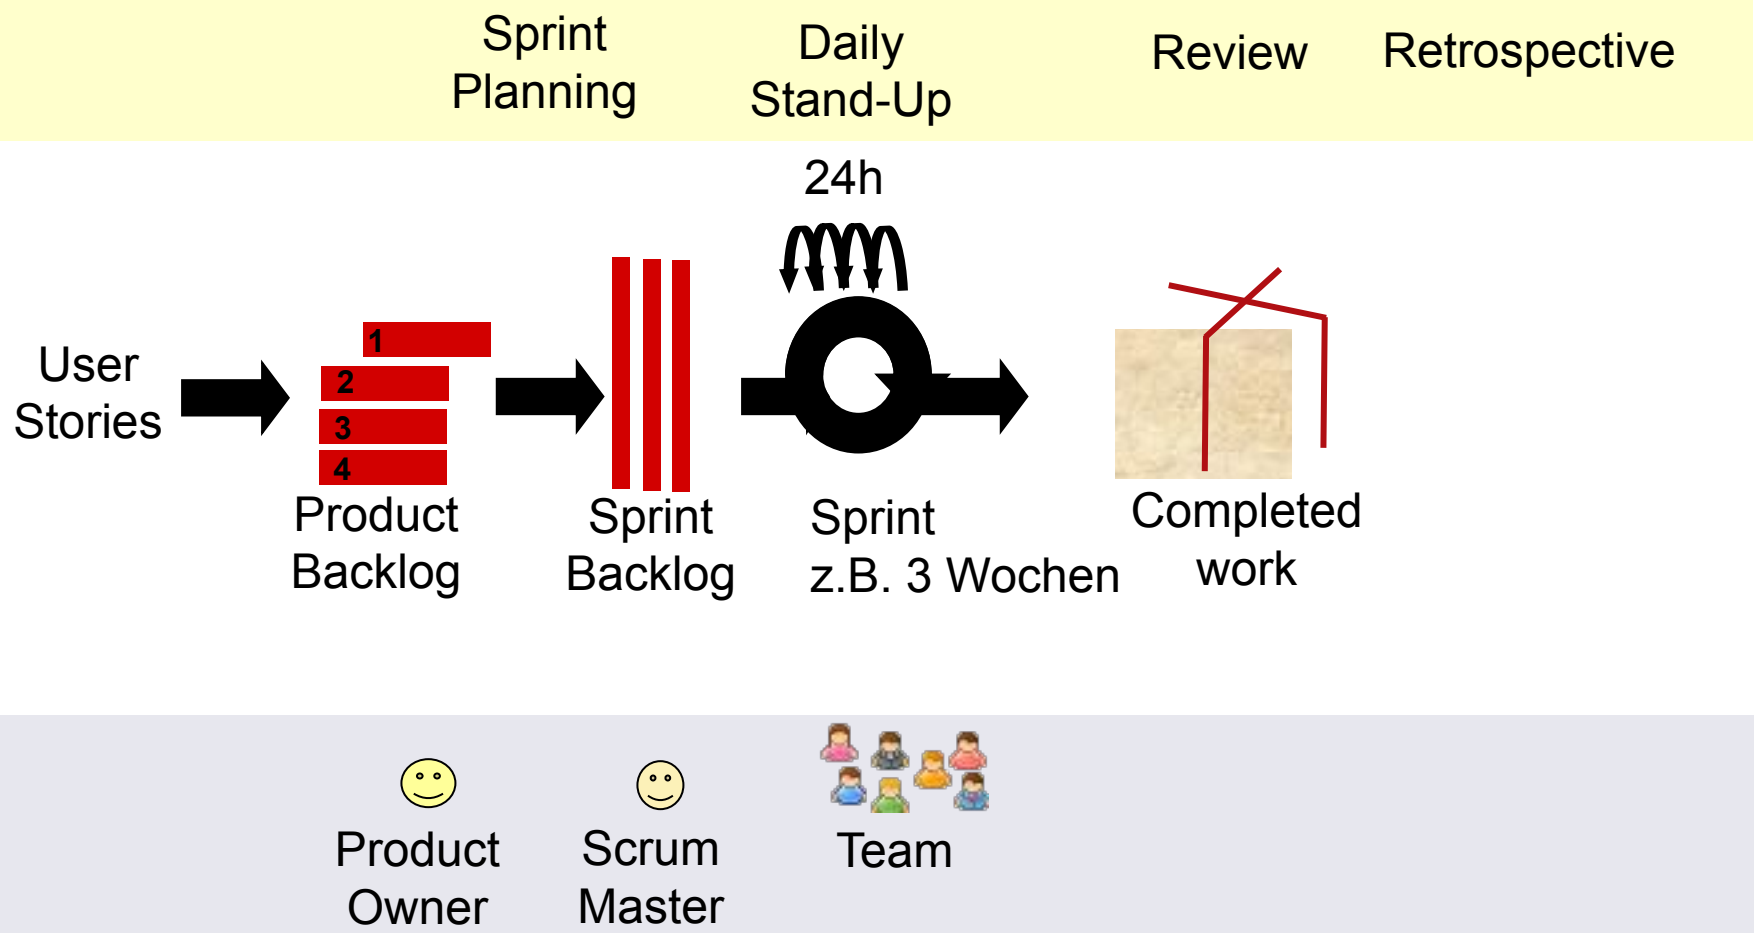 Sprint
Planning
Daily
Stand-Up
Review
Retrospective
24h
User
Stories
1
2
3
4
Product
Backlog
Sprint
Backlog
Sprint
z.B. 3 Wochen
Completed
work
Product
Owner
Scrum
Master
Team